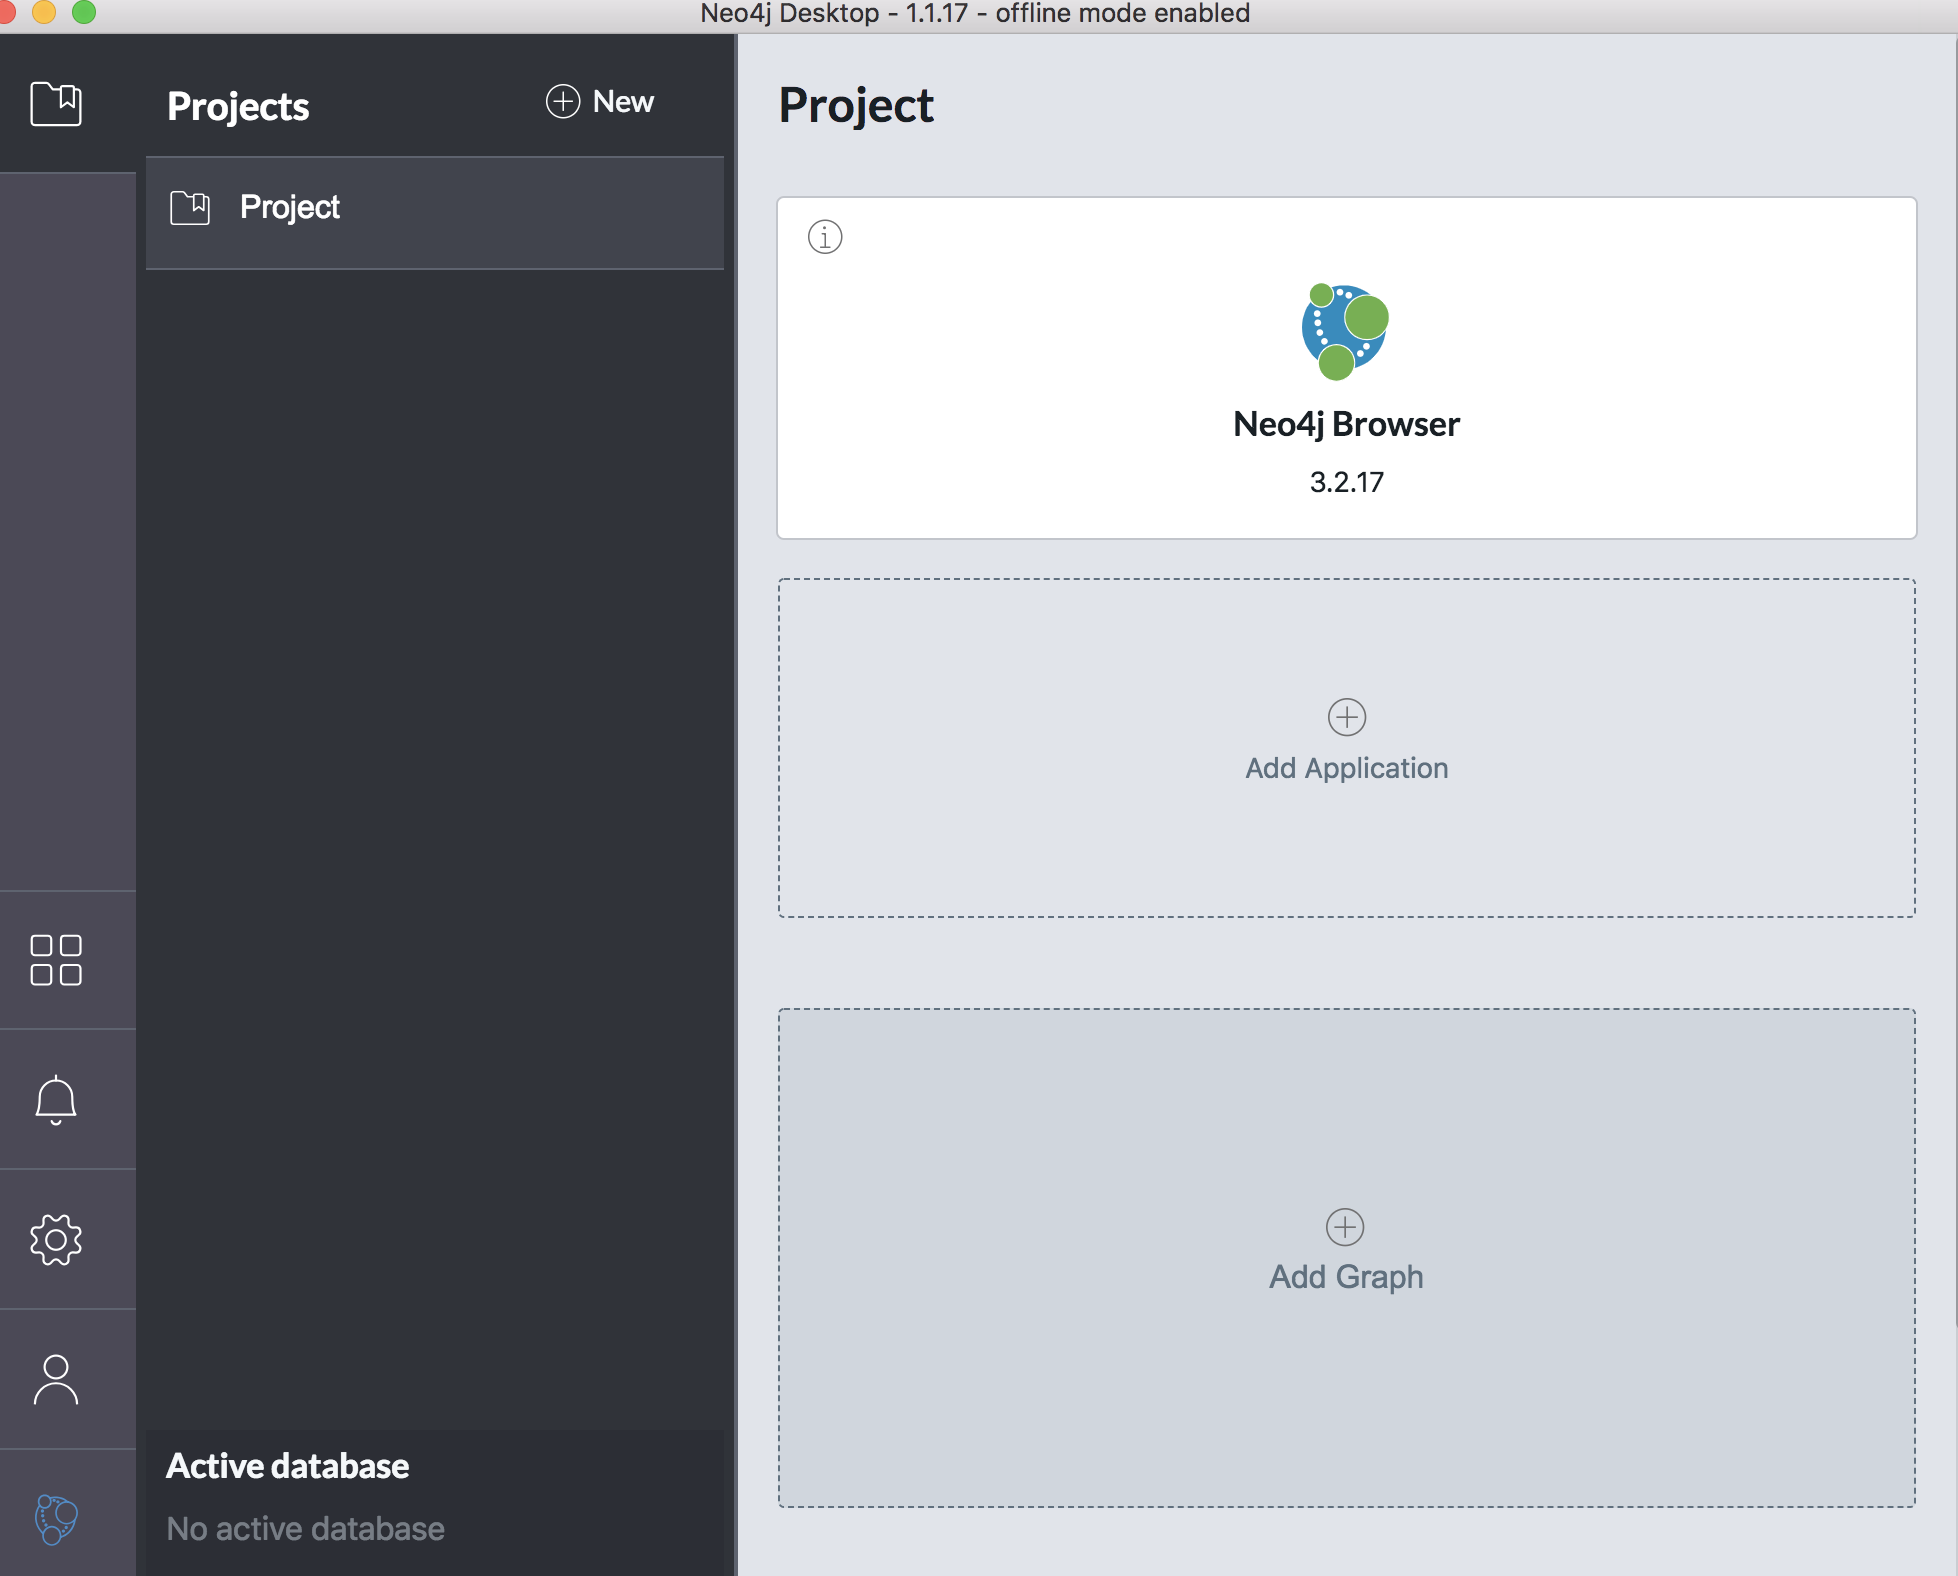 Neo4j Desktop - 1.1.17 - offline mode enabled
Projects
New
Project
Active database
No active database
Project
Neo4j Browser
3.2.17
Add Application
Add Graph